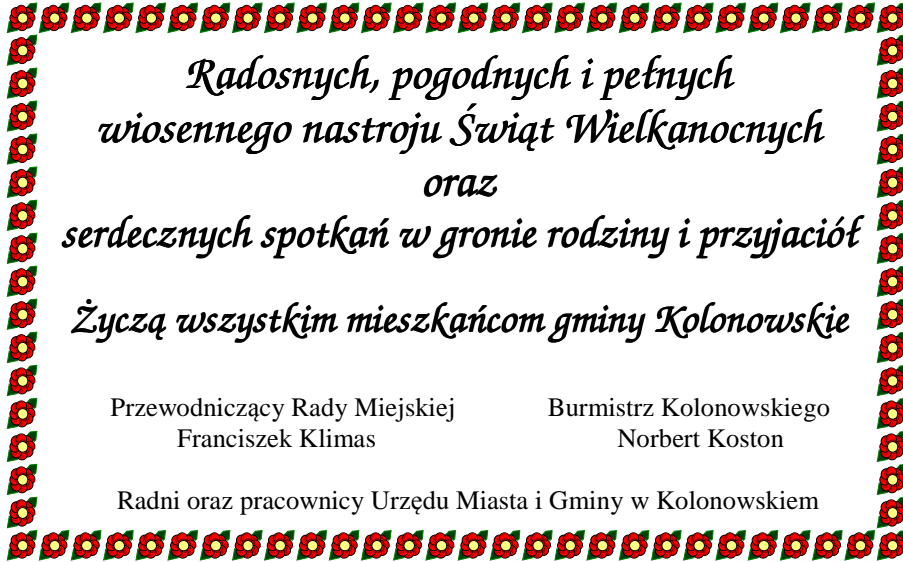 Radosnych, pogodnych i pełnych
wiosennego nastroju Świąt Wielkanocnych
oraz
serdecznych spotkań w gronie rodziny i przyjaciół
Życzą wszystkim mieszkańcom gminy Kolonowskie
Przewodniczący Rady Miejskiej
Franciszek Klimas
Burmistrz Kolonowskiego
Norbert Koston
Radni oraz pracownicy Urzędu Miasta i Gminy w Kolonowskiem